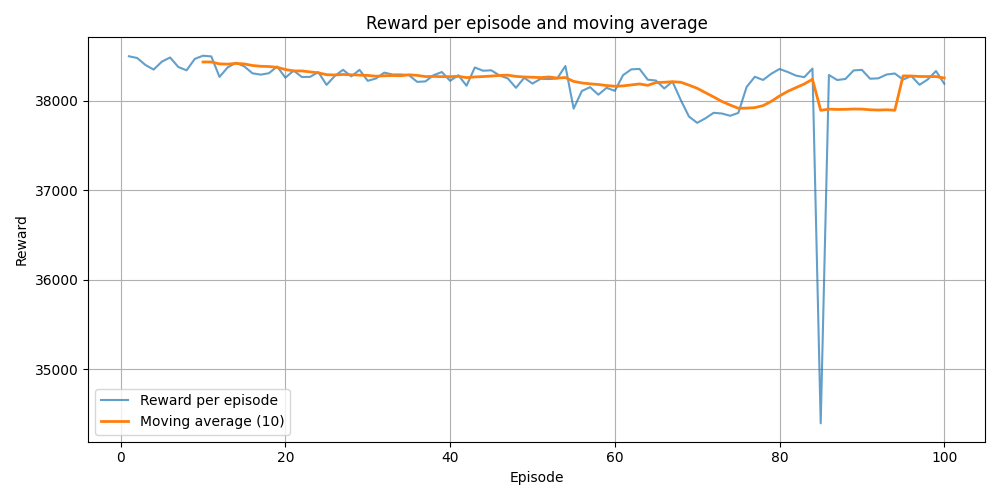 Reward per episode and moving average
38000
37000
36000
35000
Reward
Reward per episode
Moving average (10)
0 20 40 60 80 100
Episode